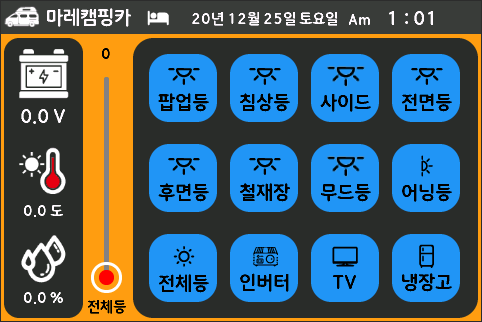 마레캠핑카 20년 12월 25일 토요일 Am 1 : 01
0
0.0 V
0.0 도
0.0 %
전체등
팝업등 침상등 사이드 전면등
후면등 철재장 무드등 어닝등
전체등 인버터 TV 냉장고